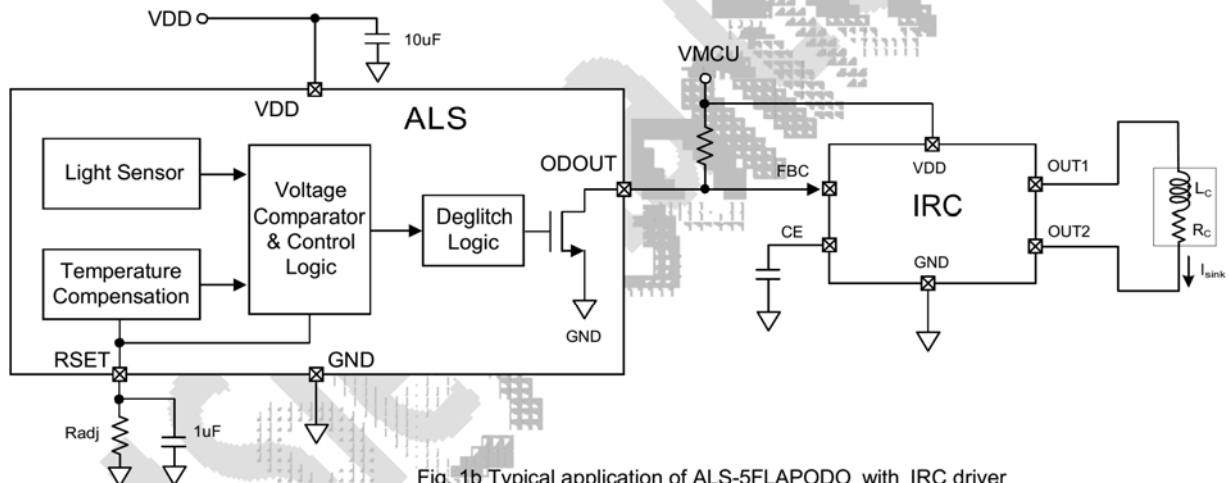 VDD
10uF
VDD
ALS
Light Sensor
Temperature
Compensation
Voltage
Comparator
& Control
Logic
Deglitch
Logic
ODOUT
GND
RSET
GND
Radj
1uF
VMCU
FBC
CE
VDD
IRC
GND
OUT1
OUT2
LC
RC
Isink
Fig. 1b Typical application of ALS-5FLAPODO with IRC driver